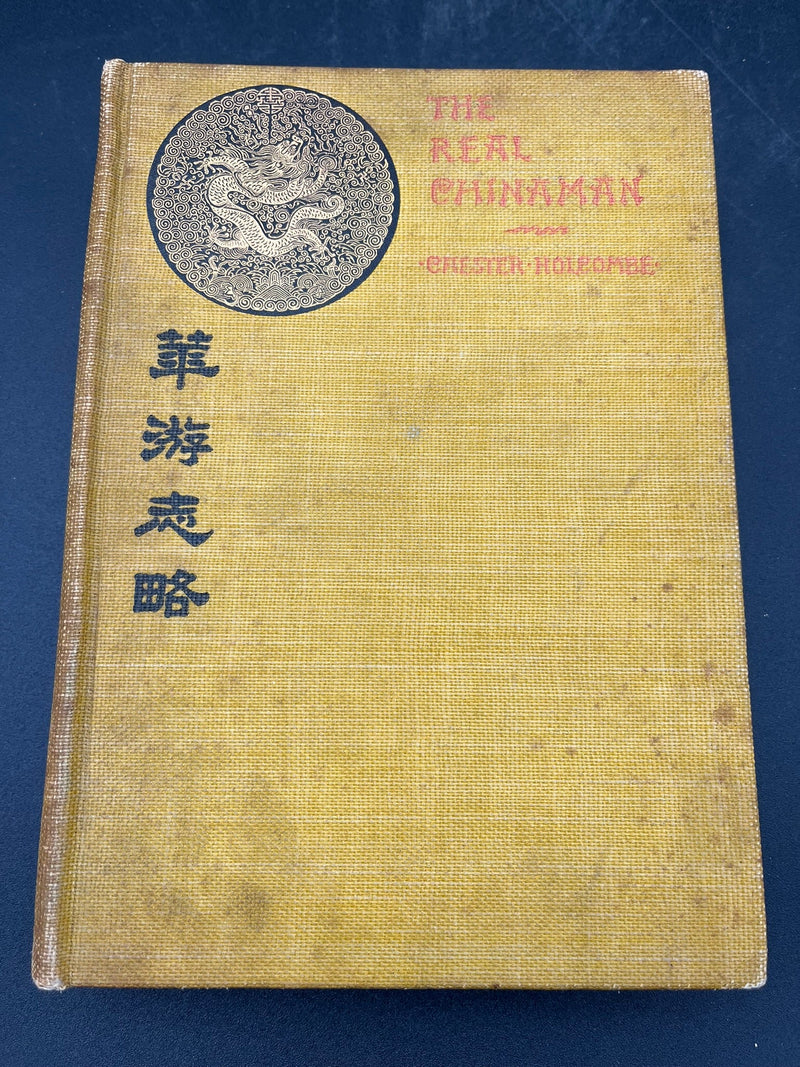 THE
REAL
CHINAMAN
·CHESTER·HOLCOMBE·
華游志略